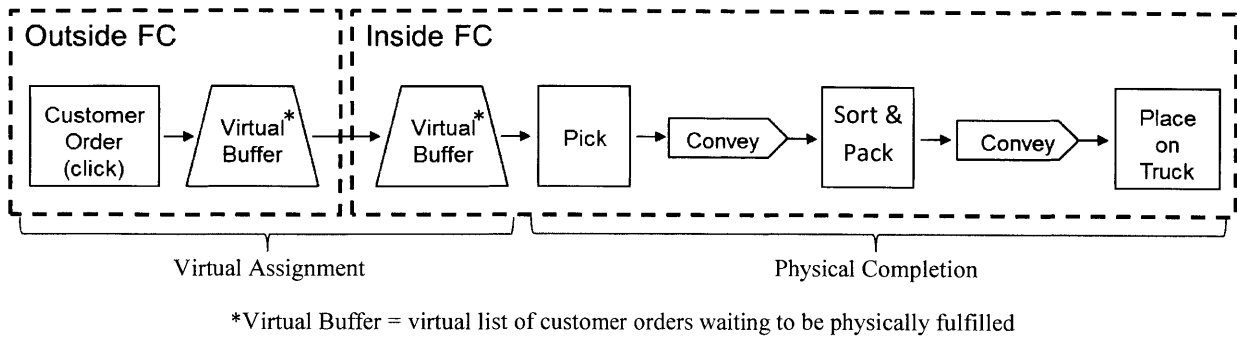 Outside FC
Inside FC
Customer
Order
(click)
Virtual*
Buffer
Virtual*
Buffer
Pick
Convey
Sort &
Pack
Convey
Place
on
Truck
Virtual Assignment
Physical Completion
*Virtual Buffer = virtual list of customer orders waiting to be physically fulfilled